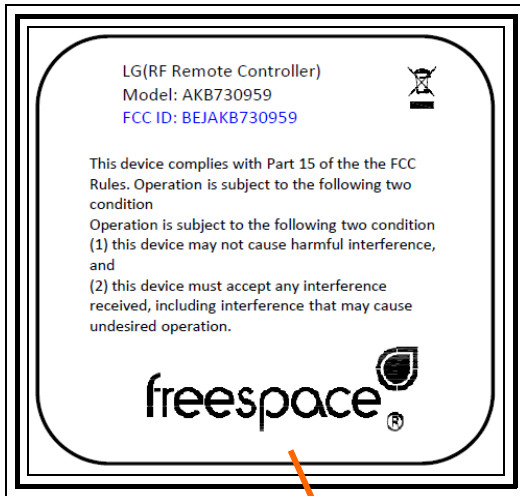 LG(RF Remote Controller)
Model: AKB730959
FCC ID: BEJAKB730959
This device complies with Part 15 of the the FCC
Rules. Operation is subject to the following two
condition
Operation is subject to the following two condition
(1) this device may not cause harmful interference,
and
(2) this device must accept any interference
received, including interference that may cause
undesired operation.
freespace®